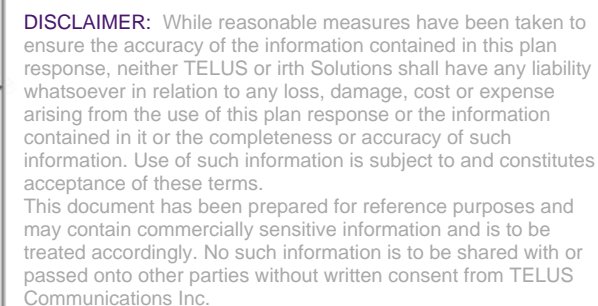 DISCLAIMER: While reasonable measures have been taken to
ensure the accuracy of the information contained in this plan
response, neither TELUS or irth Solutions shall have any liability
whatsoever in relation to any loss, damage, cost or expense
arising from the use of this plan response or the information
contained in it or the completeness or accuracy of such
information. Use of such information is subject to and constitutes
acceptance of these terms.
This document has been prepared for reference purposes and
may contain commercially sensitive information and is to be
treated accordingly. No such information is to be shared with or
passed onto other parties without written consent from TELUS
Communications Inc.